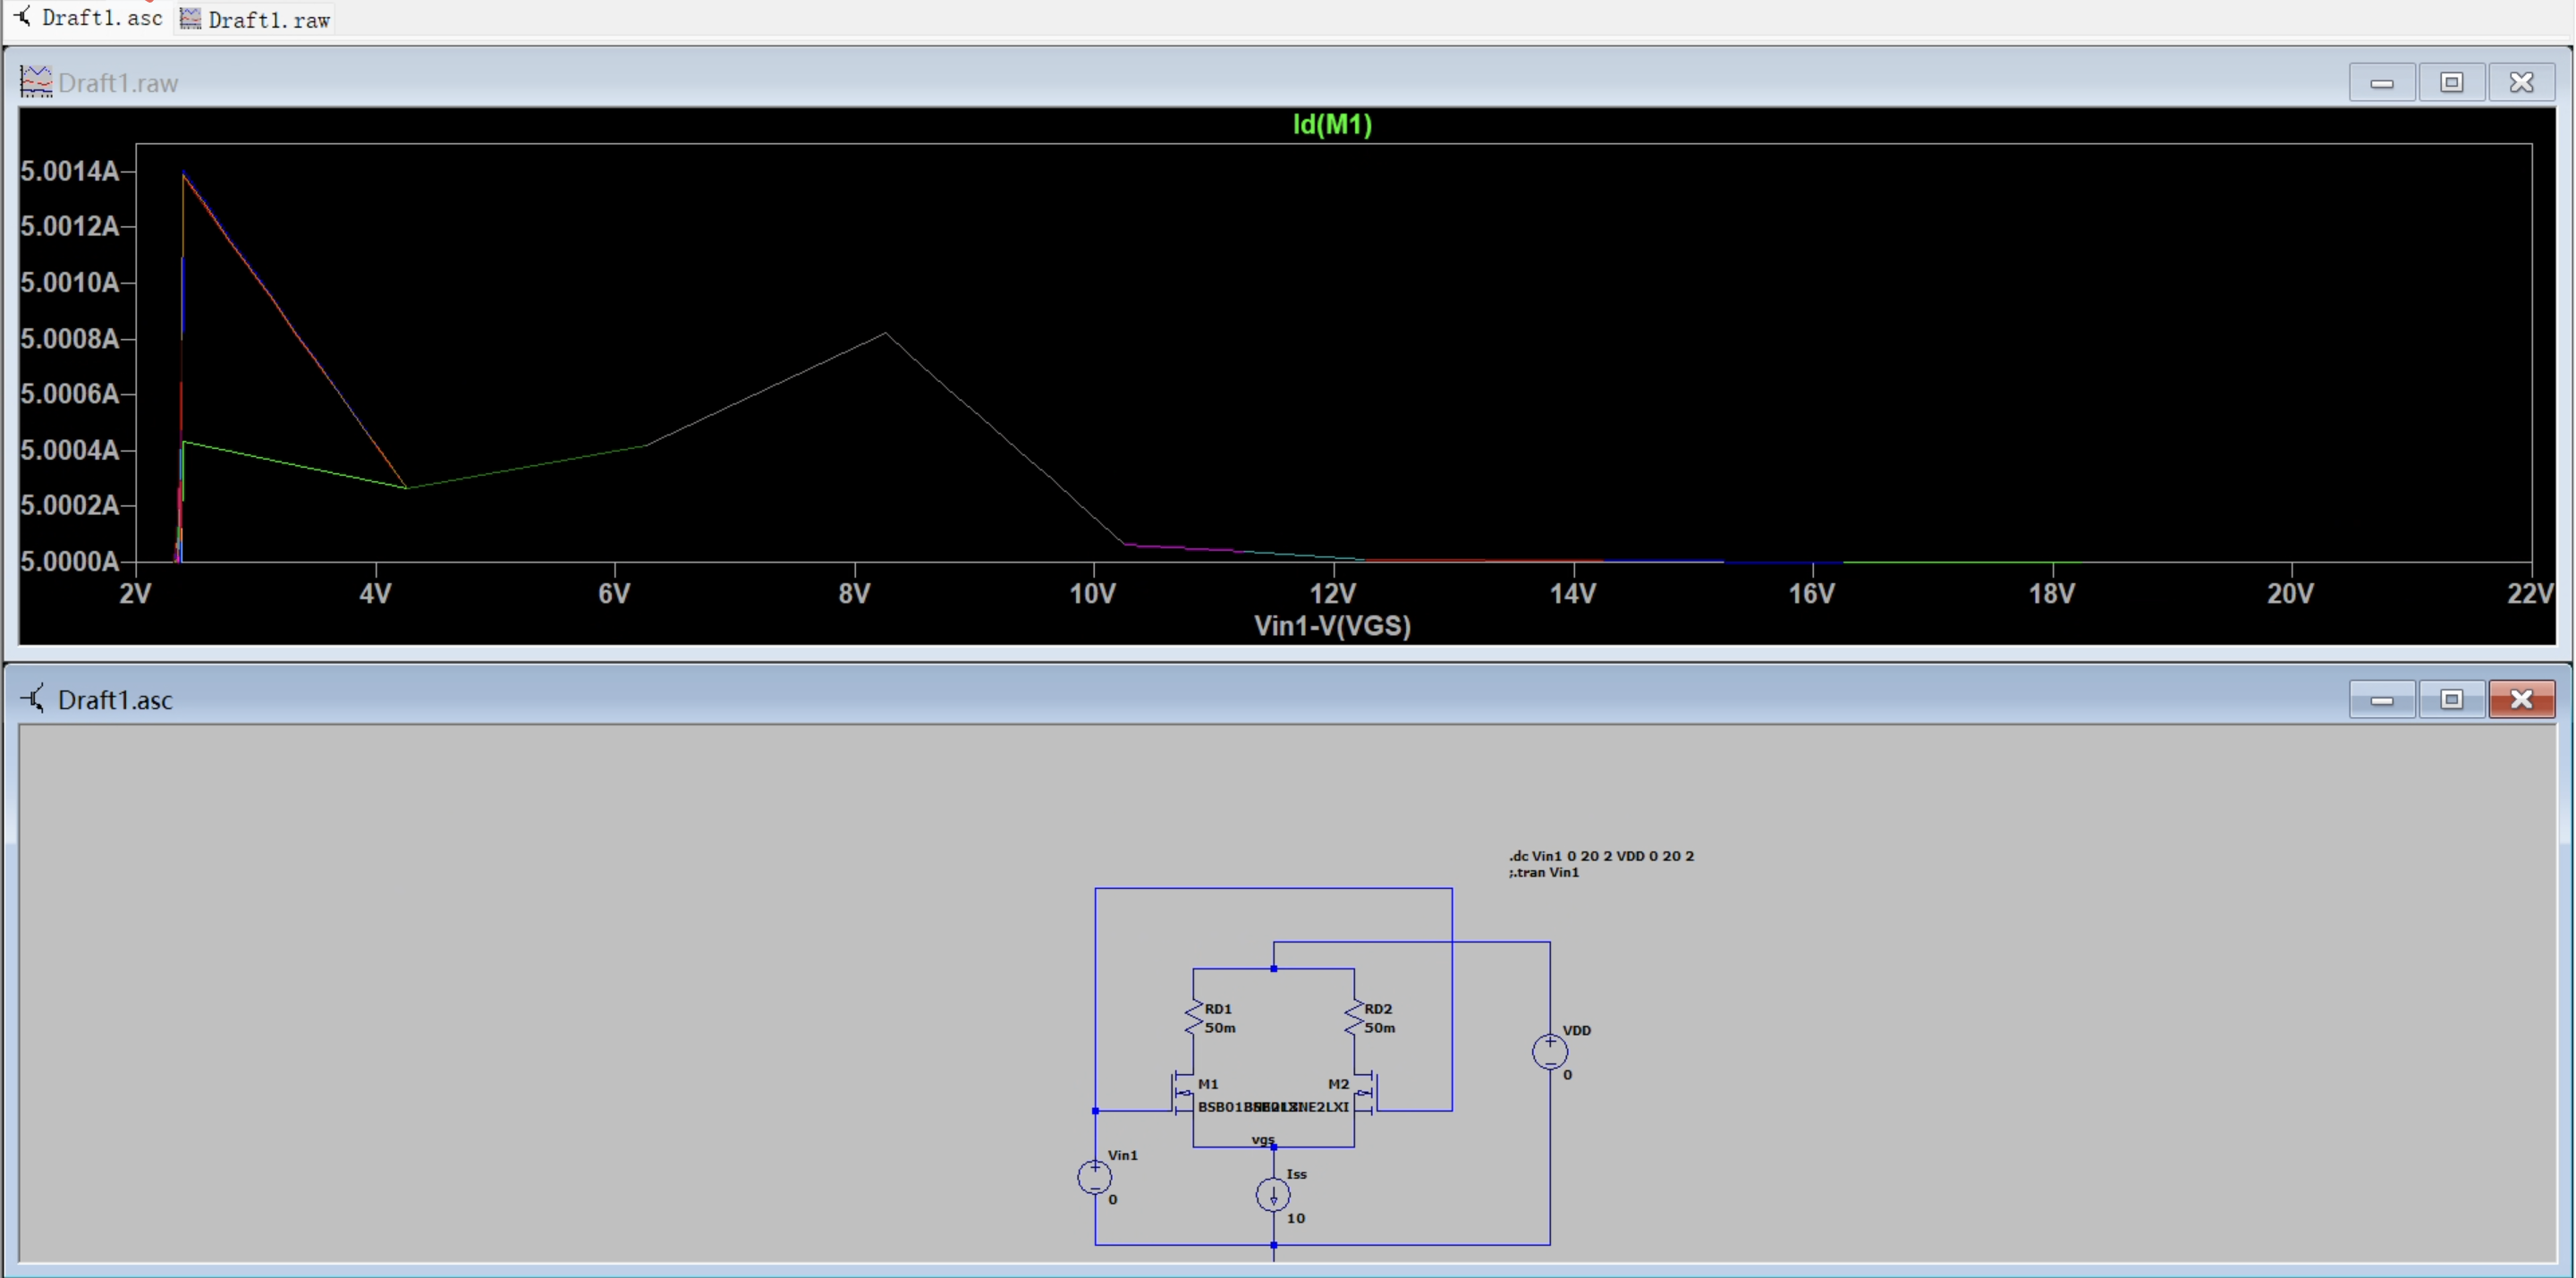 Draft1.asc Draft1.raw
Draft1.raw
Id(M1)
5.0014A
5.0012A
5.0010A
5.0008A
5.0006A
5.0004A
5.0002A
5.0000A
2V 4V 6V 8V 10V 12V 14V 16V 18V 20V 22V
Vin1-V(VGS)
Draft1.asc
.dc Vin1 0 20 2 VDD 0 20 2
;.tran Vin1
RD1 RD2
50m 50m
VDD
0
M1 M2
vgs
Vin1
0
Iss
10